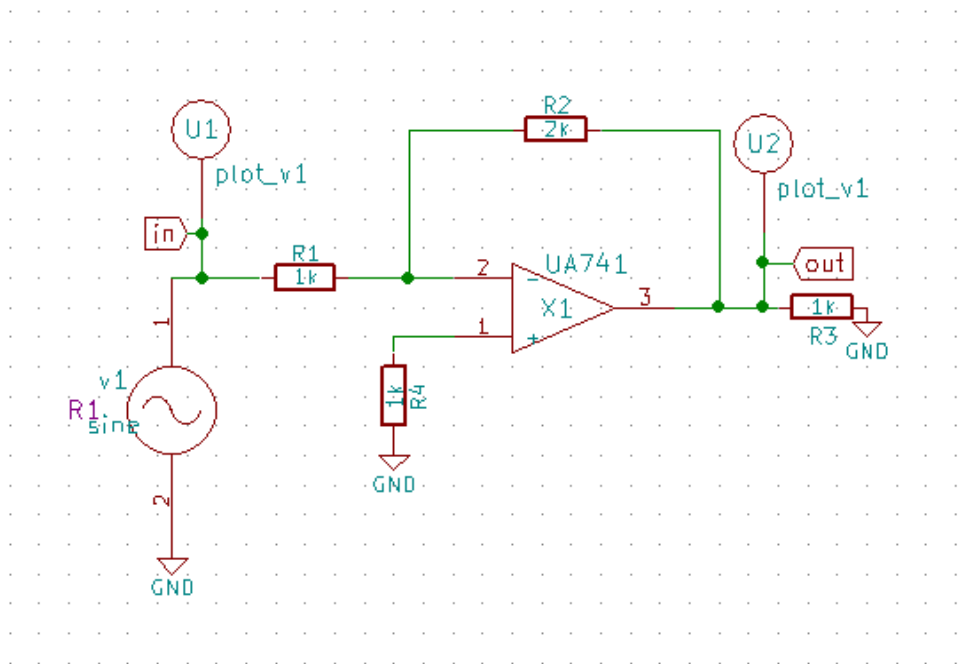 R2
2k
U1
U2
plot_v1
plot_v1
in
R1
1k
2
UA741
out
−
X1
3
1k
1
1
+
R3
GND
v1
1k
R4
R1
sine
GND
2
GND